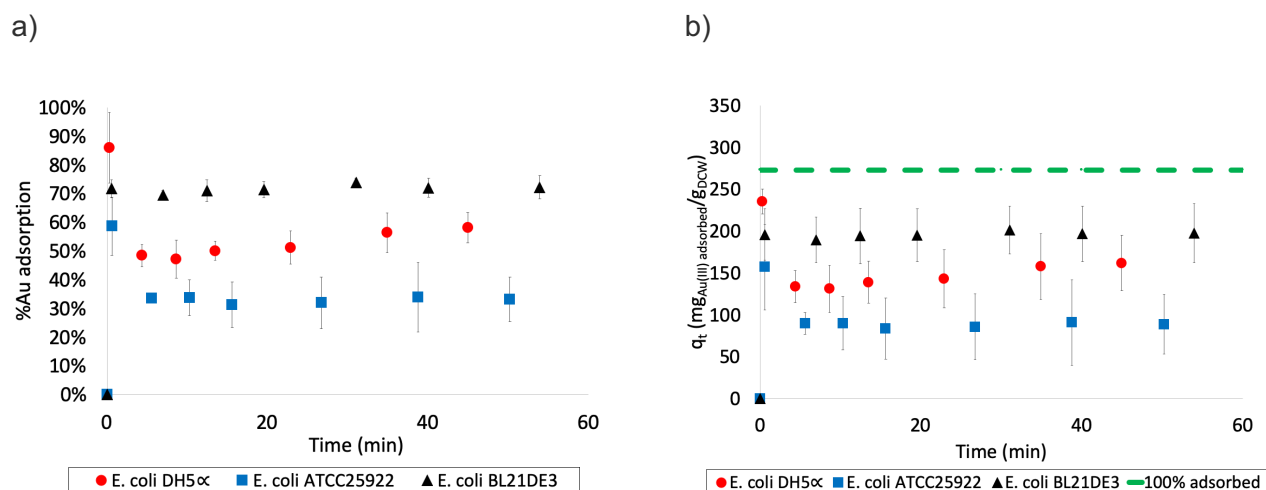 a)
100%
90%
80%
70%
60%
50%
40%
30%
20%
10%
0%
%Au adsorption
0 20 40 60
Time (min)
E. coli DH5∝ E. coli ATCC25922 E. coli BL21DE3
b)
350
300
250
200
150
100
50
0
qt (mgAu(III) adsorbed/gDCW)
0 20 40 60
Time (min)
E. coli DH5∝ E. coli ATCC25922 E. coli BL21DE3 100% adsorbed